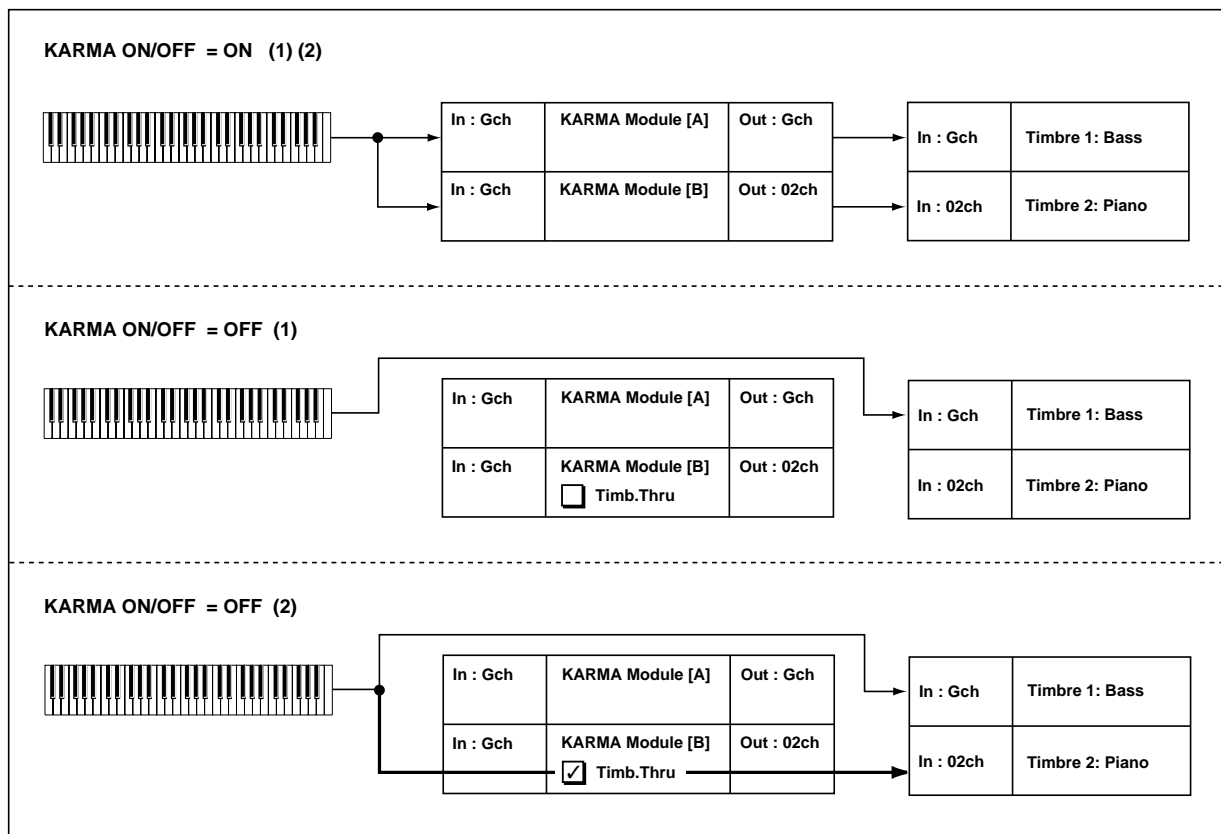 KARMA ON/OFF = ON (1) (2)
In : Gch KARMA Module [A] Out : Gch
In : Gch Timbre 1: Bass
In : Gch KARMA Module [B] Out : 02ch
In : 02ch Timbre 2: Piano
KARMA ON/OFF = OFF (1)
In : Gch KARMA Module [A] Out : Gch
In : Gch Timbre 1: Bass
In : Gch KARMA Module [B] Out : 02ch
Timb.Thru
In : 02ch Timbre 2: Piano
KARMA ON/OFF = OFF (2)
In : Gch KARMA Module [A] Out : Gch
In : Gch Timbre 1: Bass
In : Gch KARMA Module [B] Out : 02ch
Timb.Thru
In : 02ch Timbre 2: Piano